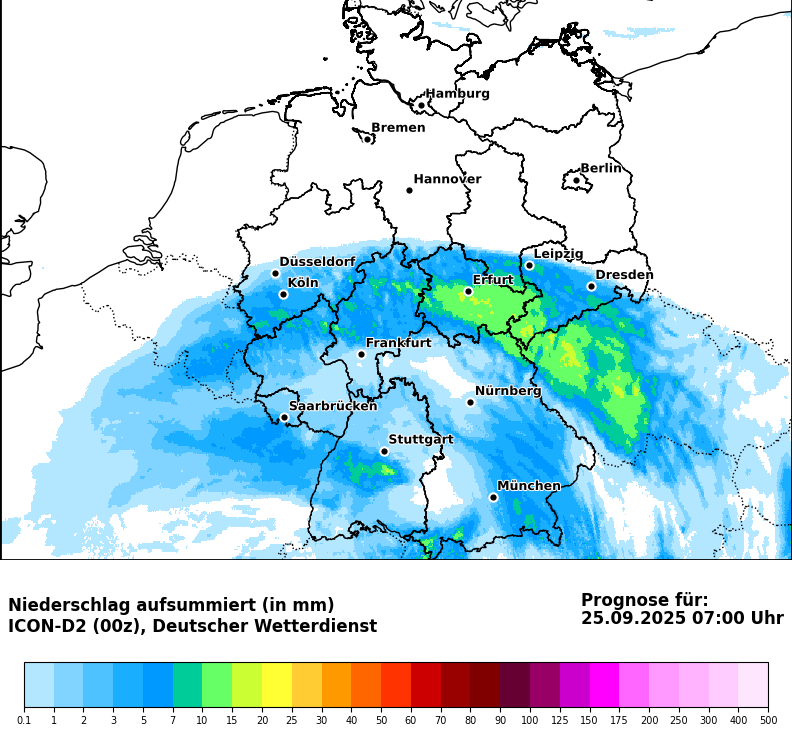 Hamburg
Bremen
Berlin
Hannover
Leipzig
Düsseldorf
Dresden
Köln
Erfurt
Frankfurt
Nürnberg
Saarbrücken
Stuttgart
München
Niederschlag aufsummiert (in mm)
ICON-D2 (00z), Deutscher Wetterdienst
Prognose für:
25.09.2025 07:00 Uhr
0.1 1 2 3 5 7 10 15 20 25 30 40 50 60 70 80 90 100 125 150 175 200 250 300 400 500